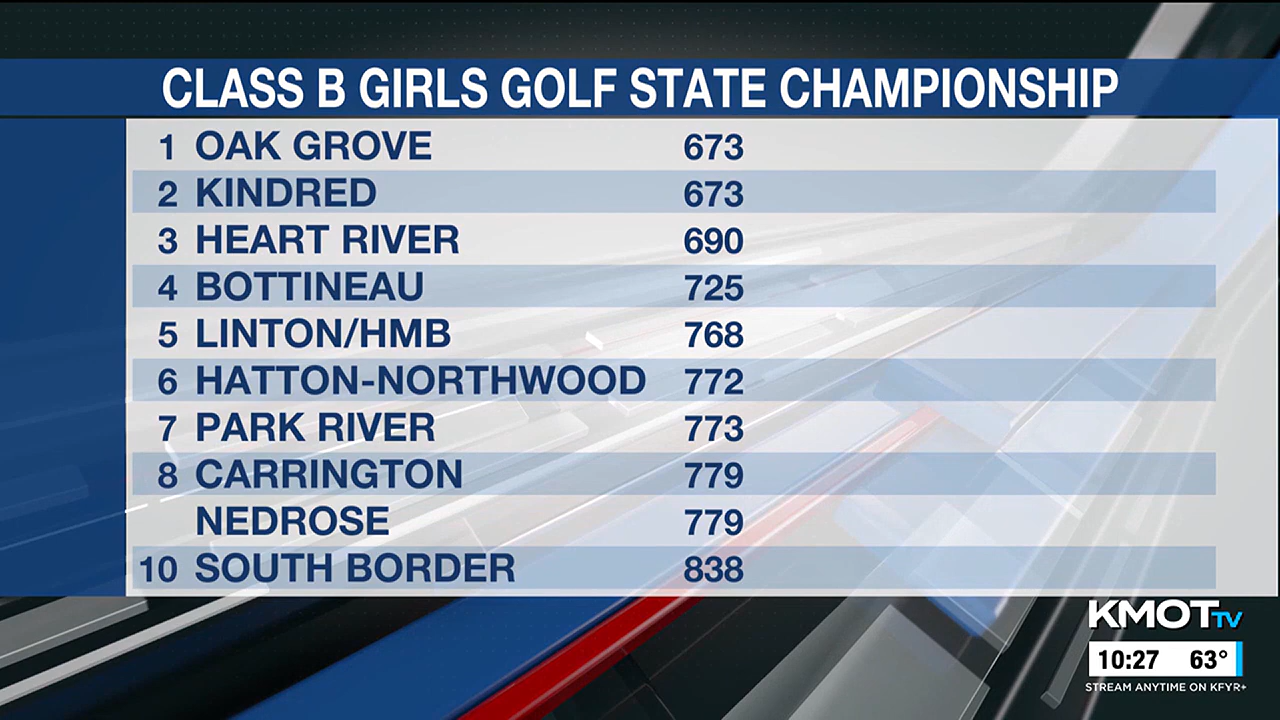 CLASS B GIRLS GOLF STATE CHAMPIONSHIP
1 OAK GROVE 673
2 KINDRED 673
3 HEART RIVER 690
4 BOTTINEAU 725
5 LINTON/HMB 768
6 HATTON-NORTHWOOD 772
7 PARK RIVER 773
8 CARRINGTON 779
NEDROSE 779
10 SOUTH BORDER 838
KMOT TV
10:27 63°
STREAM ANYTIME ON KFYR+